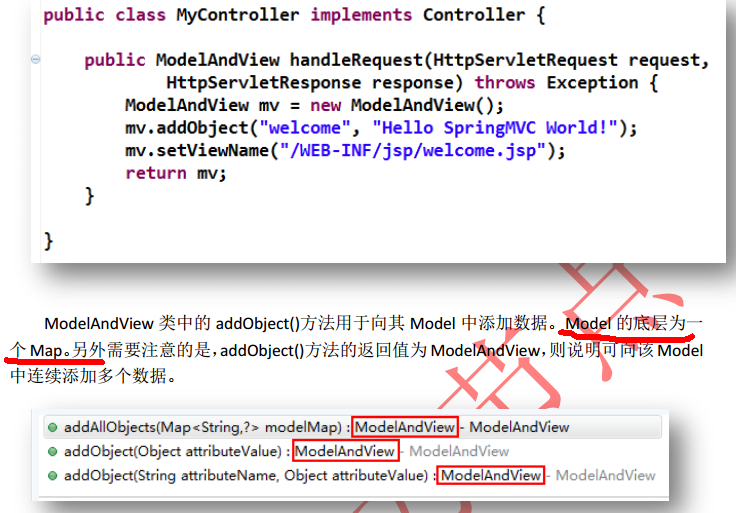 public class MyController implements Controller {
public ModelAndView handleRequest(HttpServletRequest request,
HttpServletResponse response) throws Exception {
ModelAndView mv = new ModelAndView();
mv.addObject("welcome", "Hello SpringMVC World!");
mv.setViewName("/WEB-INF/jsp/welcome.jsp");
return mv;
}
}
ModelAndView 类中的 addObject()方法用于向其 Model 中添加数据。Model 的底层为一
个 Map。另外需要注意的是,addObject()方法的返回值为 ModelAndView,则说明可向该 Model
中连续添加多个数据。
addAllObjects(Map<String,?> modelMap) : ModelAndView - ModelAndView
addObject(Object attributeValue) : ModelAndView - ModelAndView
addObject(String attributeName, Object attributeValue) : ModelAndView - ModelAndView